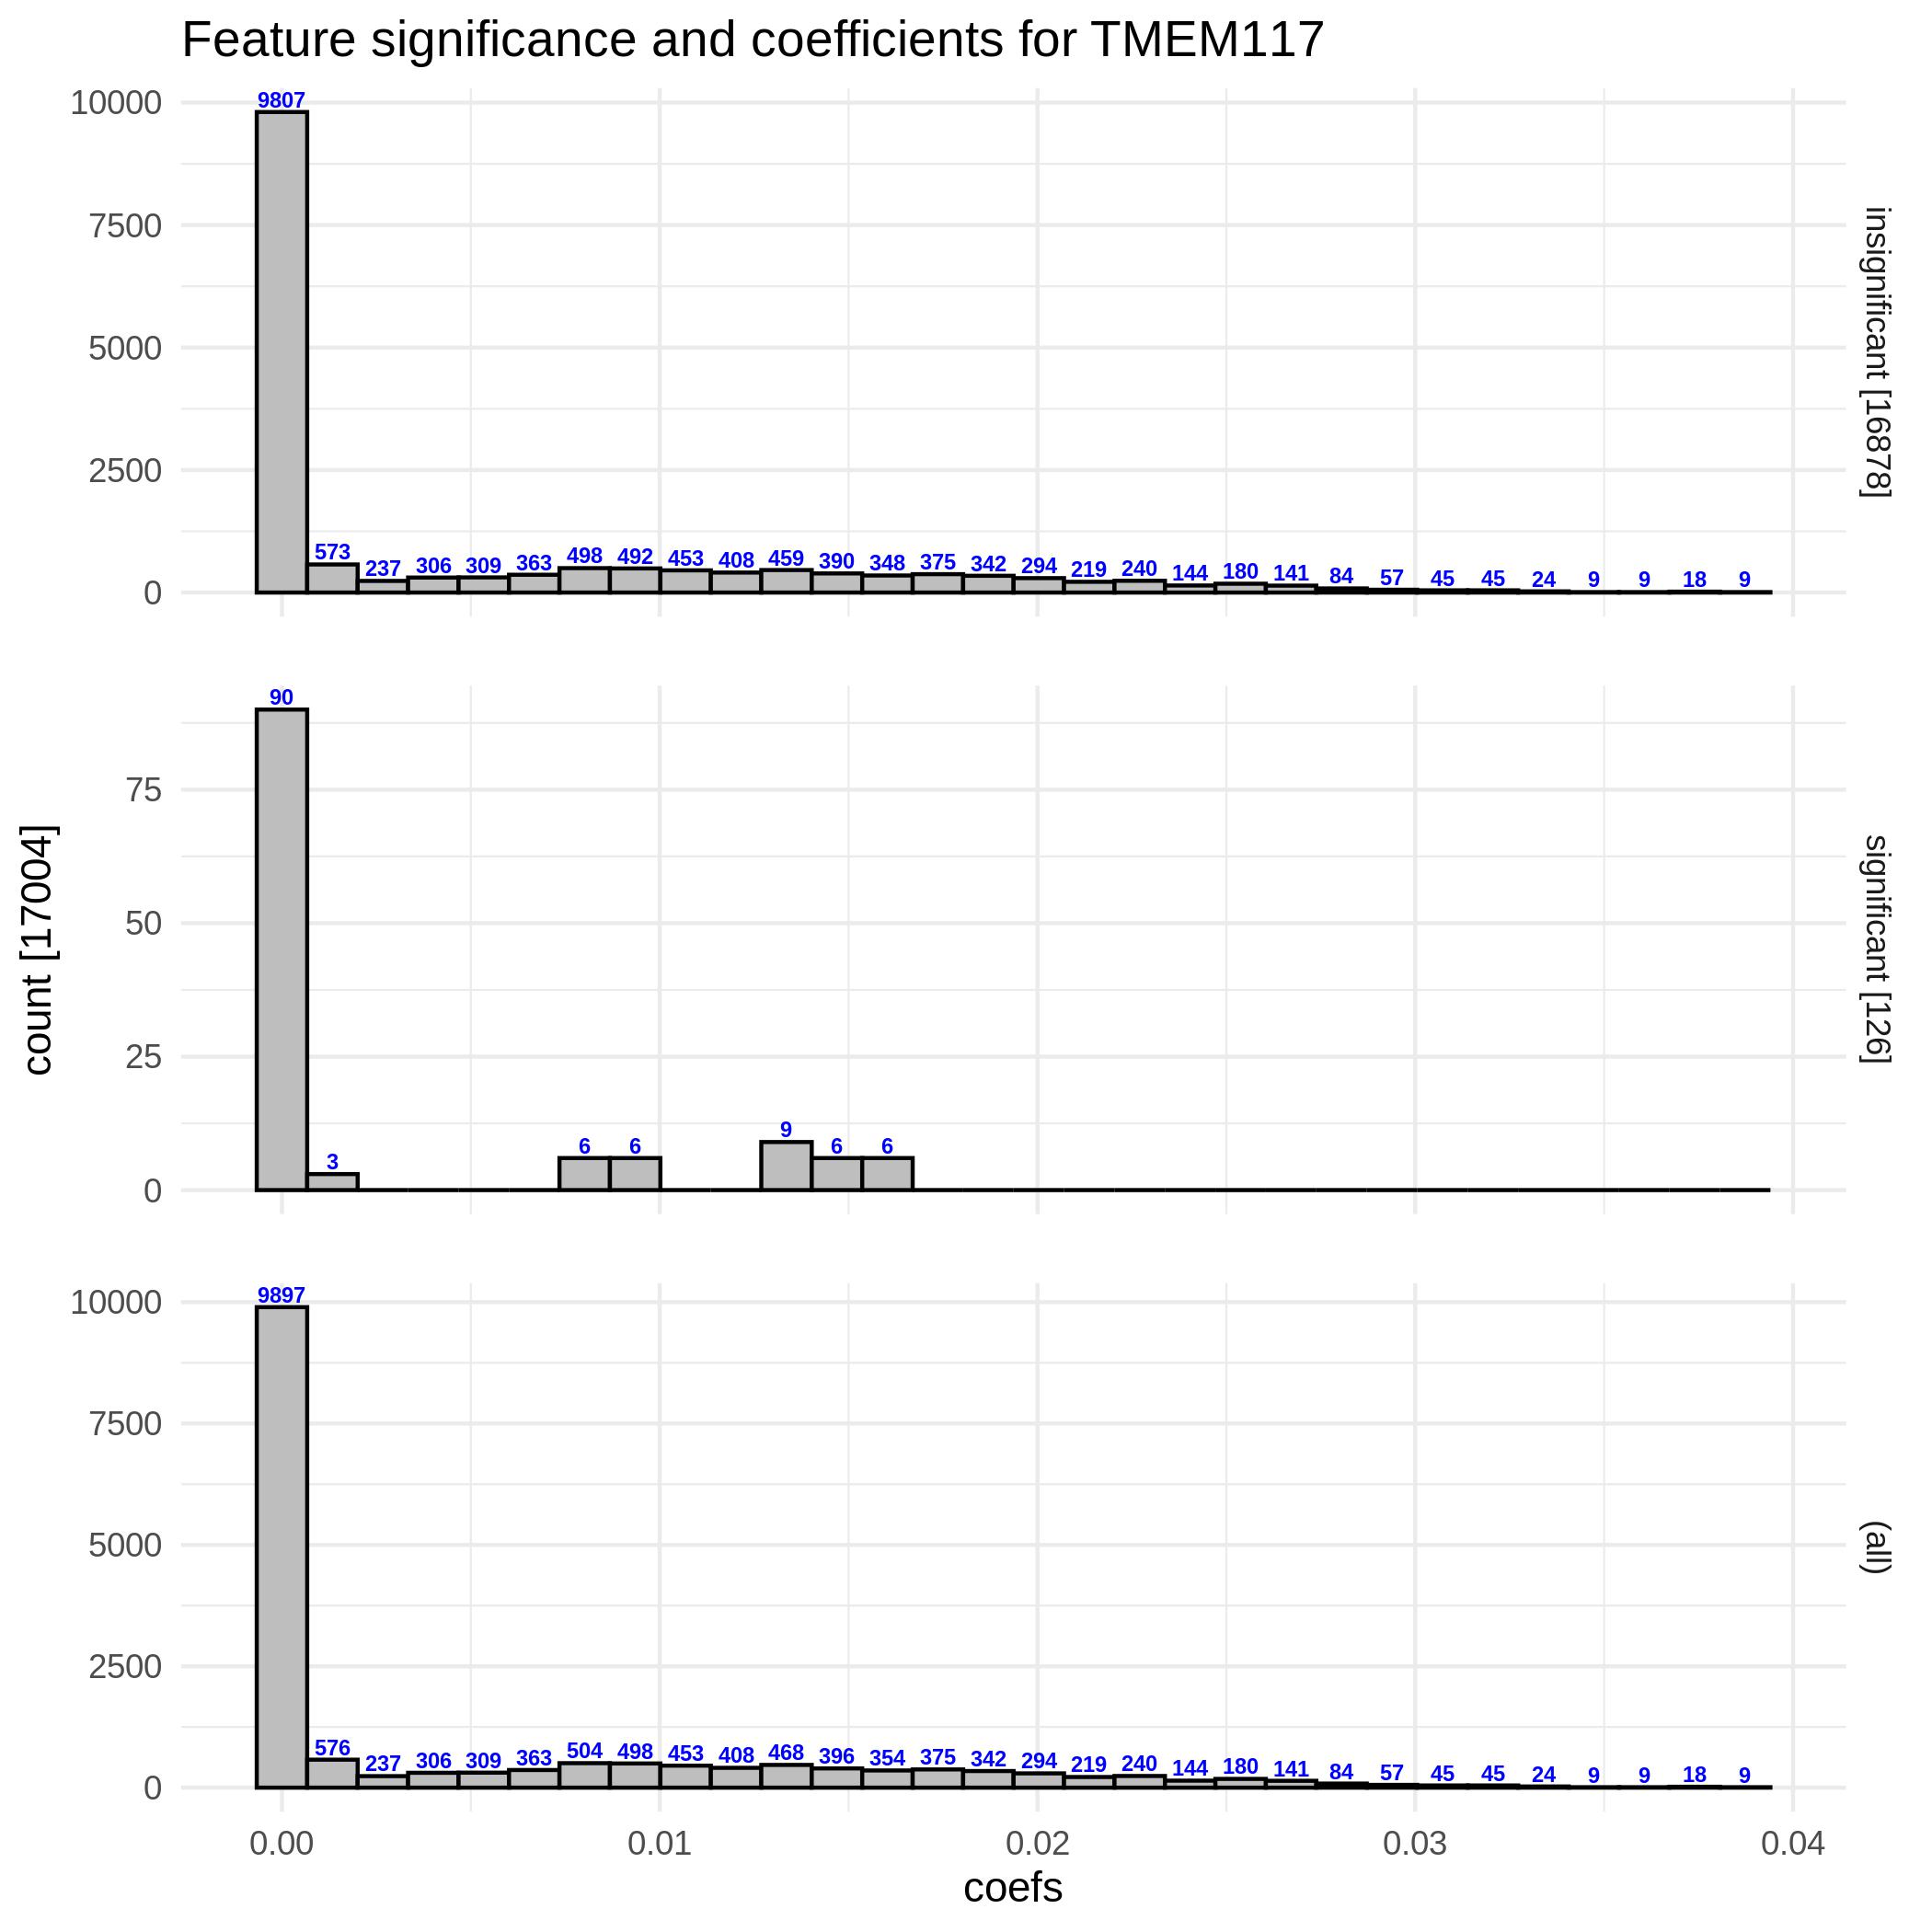 Feature significance and coefficients for TMEM117
count [17004]
10000
7500
5000
2500
0
9807
573 237 306 309 363 498 492 453 408 459 390 348 375 342 294 219 240 144 180 141 84 57 45 45 24 9 9 18 9
insignificant [16878]
75
50
25
0
90
3 6 6 9 6 6
significant [126]
10000
7500
5000
2500
0
9897
576 237 306 309 363 504 498 453 408 468 396 354 375 342 294 219 240 144 180 141 84 57 45 45 24 9 9 18 9
(all)
0.00 0.01 0.02 0.03 0.04
coefs